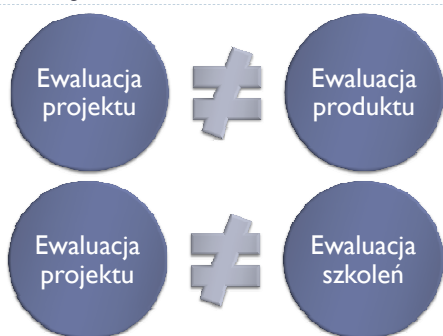 Ewaluacja
projektu
≠
Ewaluacja
produktu
Ewaluacja
projektu
≠
Ewaluacja
szkoleń